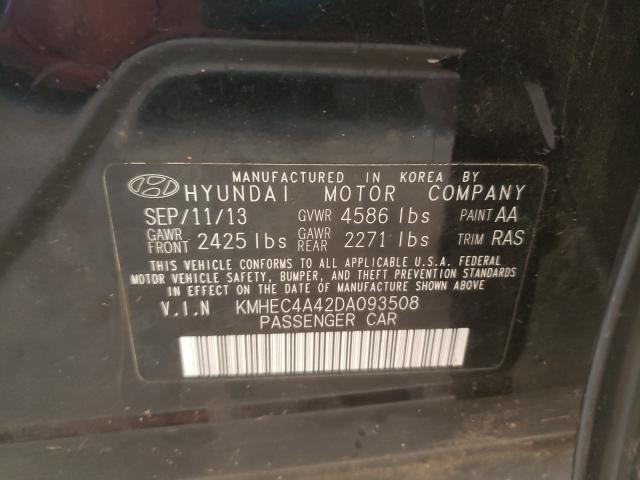 MANUFACTURED IN KOREA BY
HYUNDAI MOTOR COMPANY
SEP/11/13 GVWR 4586 lbs PAINT AA
GAWR FRONT 2425 lbs GAWR REAR 2271 lbs TRIM RAS
THIS VEHICLE CONFORMS TO ALL APPLICABLE U.S.A. FEDERAL
MOTOR VEHICLE SAFETY, BUMPER, AND THEFT PREVENTION STANDARDS
IN EFFECT ON THE DATE OF MANUFACTURE SHOWN ABOVE
V.I.N KMHEC4A42DA093508
PASSENGER CAR